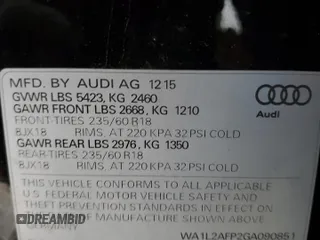 MFD. BY AUDI AG 12 15
GVWR LBS 5423, KG 2460
GAWR FRONT LBS 2668, KG 1210
FRONT-TIRES 235/60 R18
8JX18 RIMS, AT 220 KPA 32 PSI COLD
GAWR REAR LBS 2976, KG 1350
REAR-TIRES 235/60 R18
8JX18 RIMS, AT 220 KPA 32 PSI COLD
Audi
THIS VEHICLE CONFORMS TO ALL APPLICABLE
U.S. FEDERAL MOTOR VEHICLE SAFETY, BUMPER AND
THEFT PREVENTION STANDARDS IN EFFECT
OF MANUFACTURE SHOWN ABOVE.
WA1L2AFP2GA090851
DREAMBID